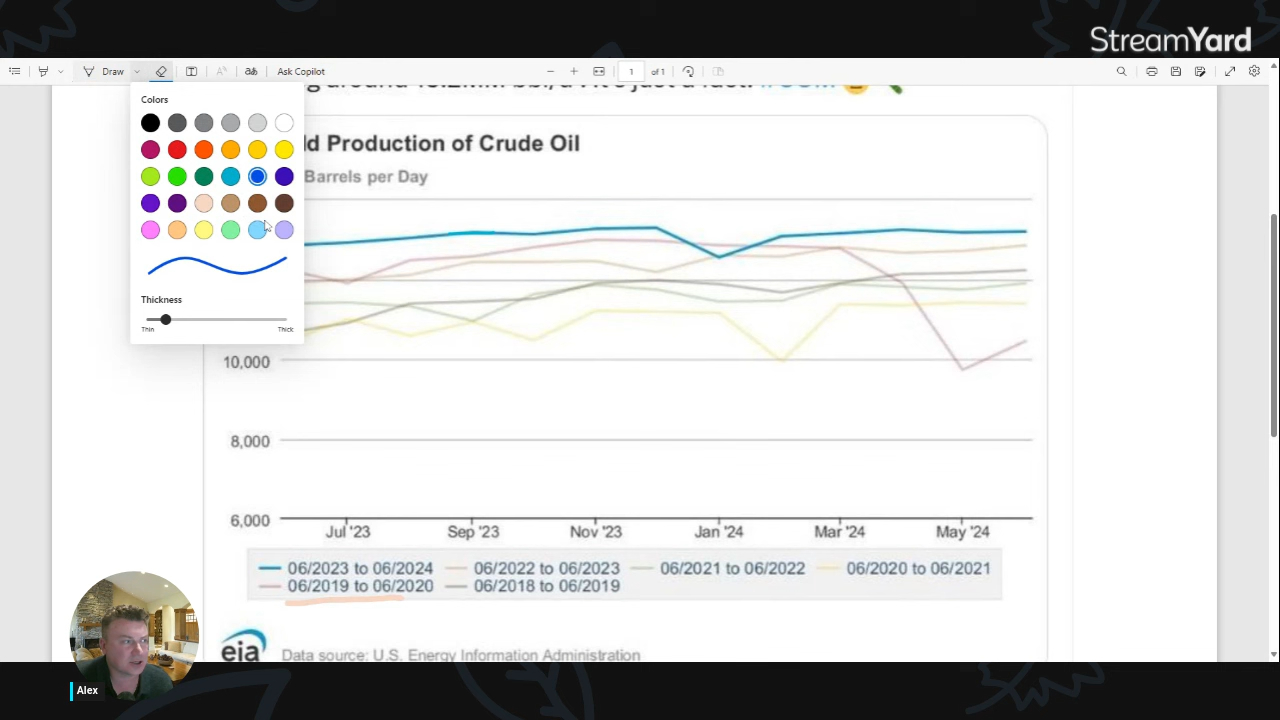 StreamYard
Draw
Ask Copilot
1 of 1
Colors
ld Production of Crude Oil
Barrels per Day
Thickness
Thin Thick
10,000
8,000
6,000
Jul '23 Sep '23 Nov '23 Jan '24 Mar '24 May '24
06/2023 to 06/2024 06/2022 to 06/2023 06/2021 to 06/2022 06/2020 to 06/2021
06/2019 to 06/2020 06/2018 to 06/2019
eia Data source: U.S. Energy Information Administration
Alex